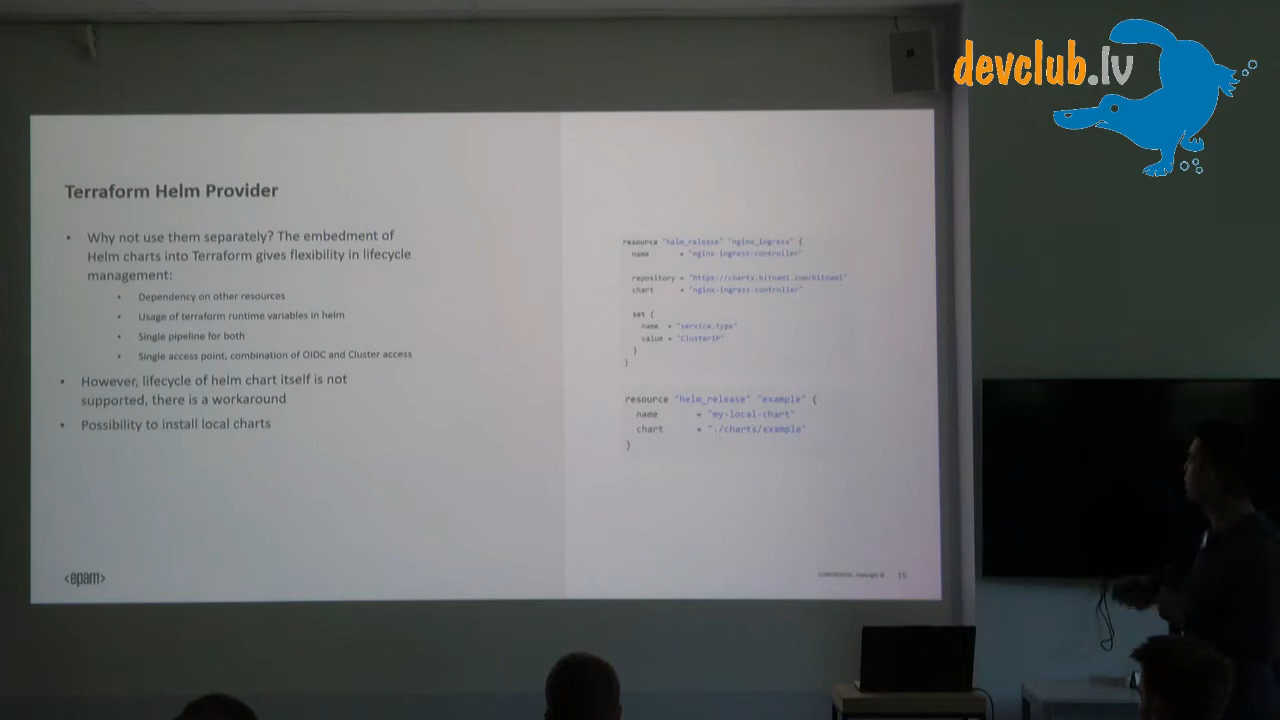 devclub.lv
Terraform Helm Provider
• Why not use them separately? The embedment of
Helm charts into Terraform gives flexibility in lifecycle
management:
• Dependency on other resources
• Usage of terraform runtime variables in helm
• Single pipeline for both
• Single access point, combination of OIDC and Cluster access
• However, lifecycle of helm chart itself is not
supported, there is a workaround
• Possibility to install local charts
resource "helm_release" "nginx_ingress" {
name = "nginx-ingress-controller"
repository = "https://charts.bitnami.com/bitnami"
chart = "nginx-ingress-controller"
set {
name = "service.type"
value = "ClusterIP"
}
}
resource "helm_release" "example" {
name = "my-local-chart"
chart = "./charts/example"
}
<epam>
CONFIDENTIAL. Copyright © 15